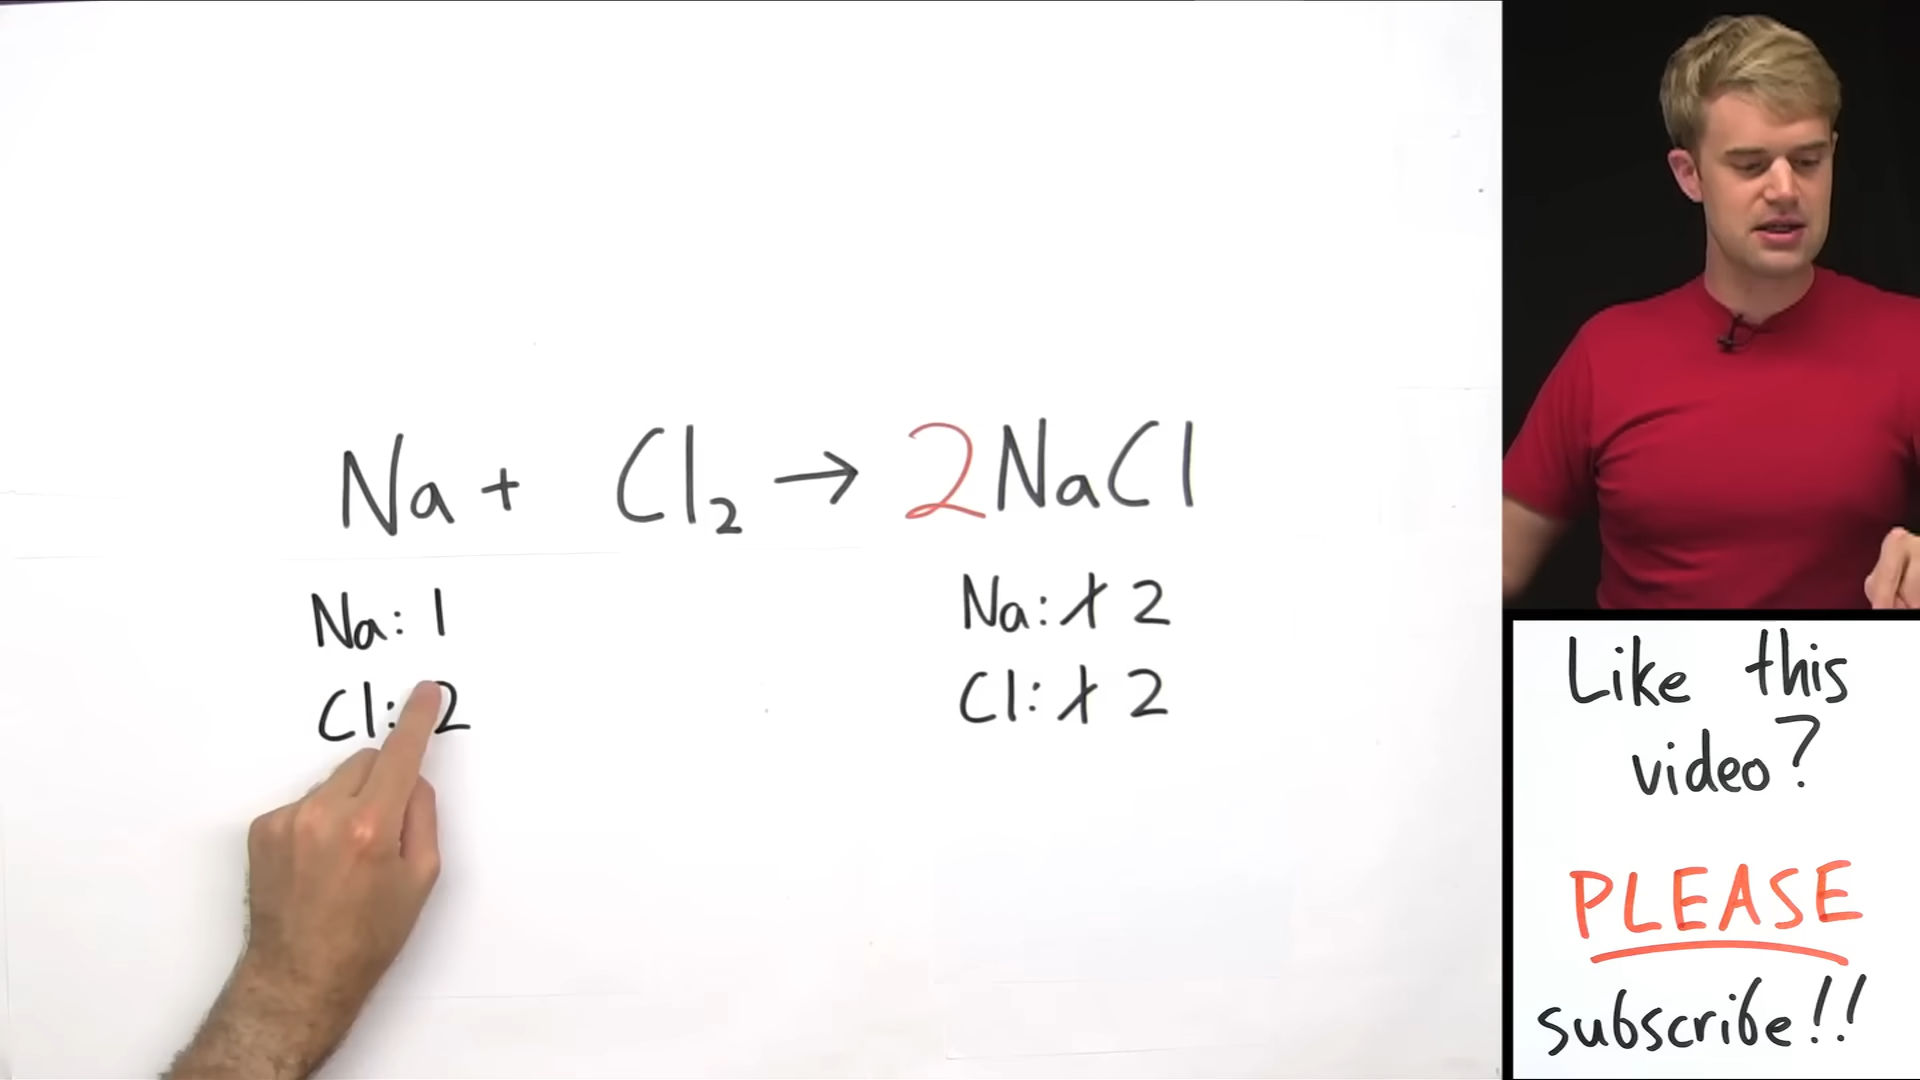 Na + Cl₂ → 2NaCl
Na: 1
Cl: 2
Na: 1 2
Cl: 1 2
Like this
video?
PLEASE
subscribe!!